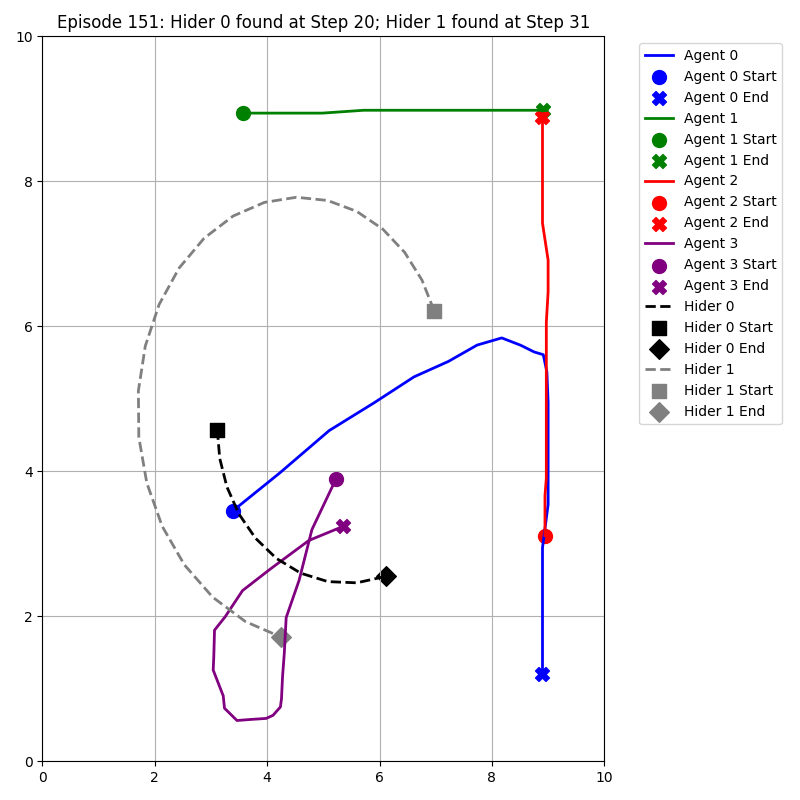 Episode 151: Hider 0 found at Step 20; Hider 1 found at Step 31
10
8
6
4
2
0
0 2 4 6 8 10
Agent 0
Agent 0 Start
Agent 0 End
Agent 1
Agent 1 Start
Agent 1 End
Agent 2
Agent 2 Start
Agent 2 End
Agent 3
Agent 3 Start
Agent 3 End
Hider 0
Hider 0 Start
Hider 0 End
Hider 1
Hider 1 Start
Hider 1 End